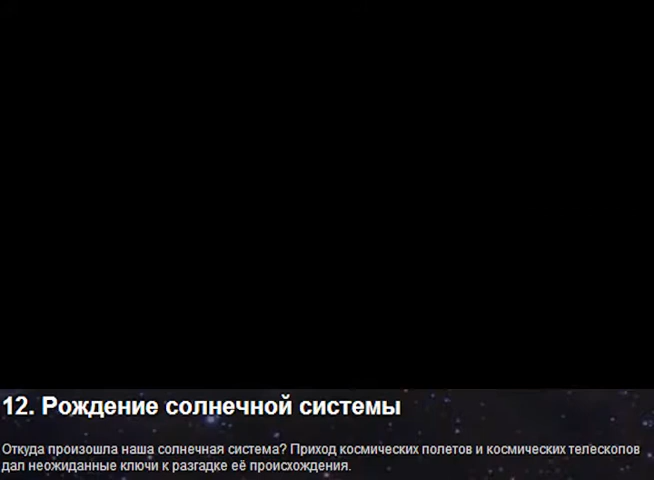 12. Рождение солнечной системы
Откуда произошла наша солнечная система? Приход космических полетов и космических телескопов
дал неожиданные ключи к разгадке её происхождения.